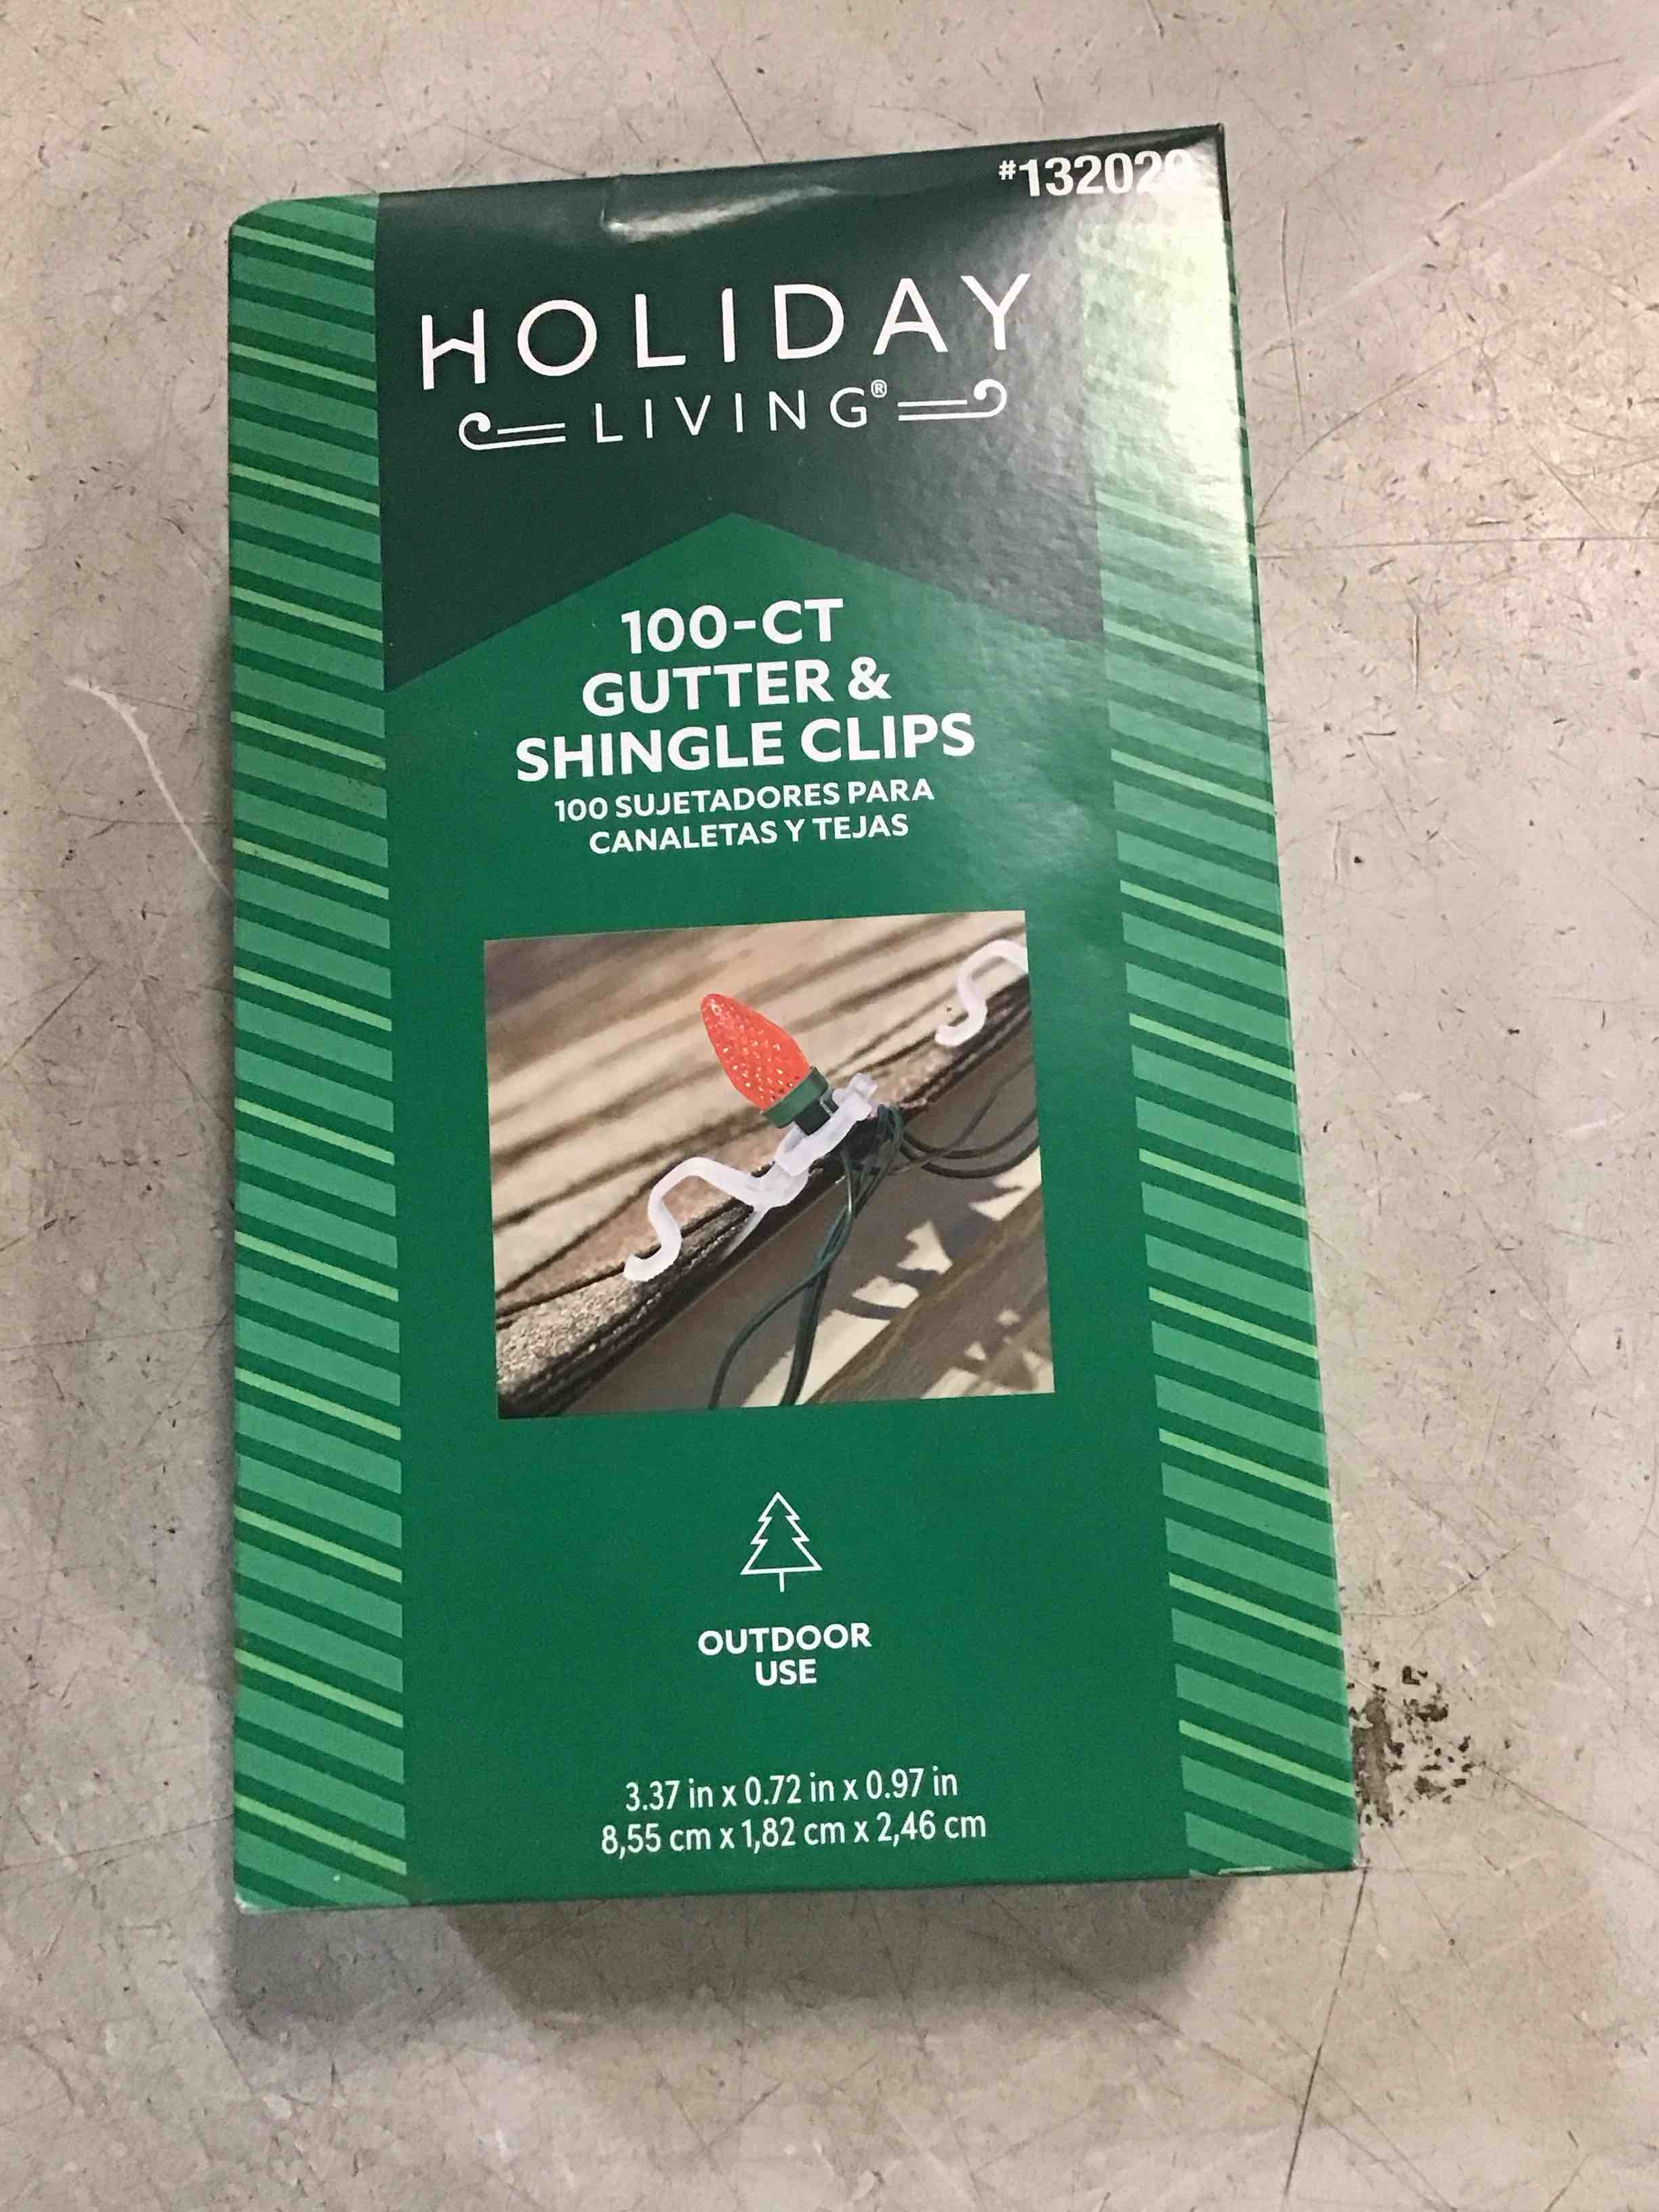 #132029
HOLIDAY
LIVING®
100-CT
GUTTER &
SHINGLE CLIPS
100 SUJETADORES PARA
CANALETAS Y TEJAS
OUTDOOR
USE
3.37 in x 0.72 in x 0.97 in
8,55 cm x 1,82 cm x 2,46 cm